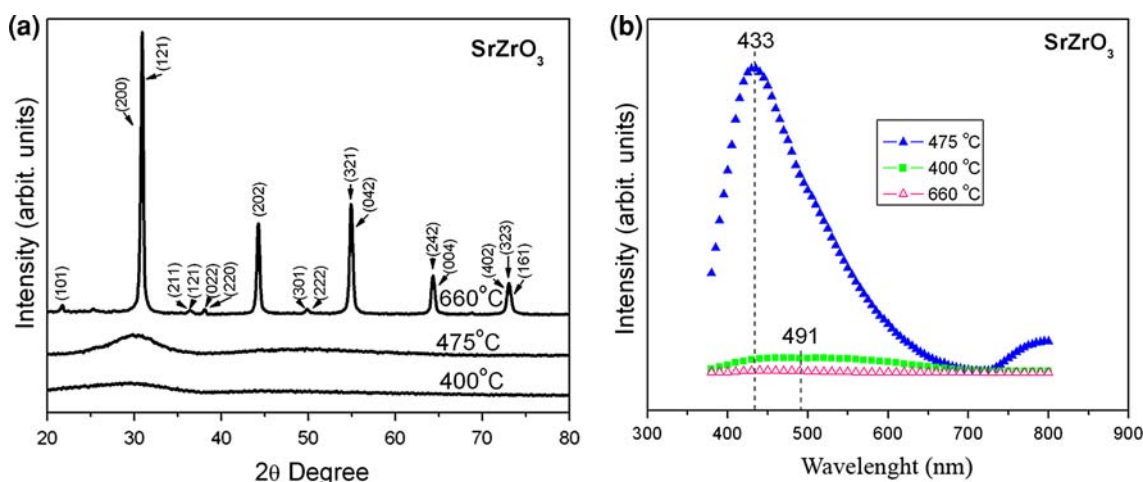 (a)
SrZrO3
(121)
(200)
(101)
(211)
(121)
(022)
(220)
(202)
(301)
(222)
(321)
(042)
(242)
(004)
(402)
(323)
(161)
660°C
475°C
400°C
20 30 40 50 60 70 80
2θ Degree
Intensity (arbit. units)
(b)
433
SrZrO3
475 °C
400 °C
660 °C
491
300 400 500 600 700 800 900
Wavelenght (nm)
Intensity (arbit. units)